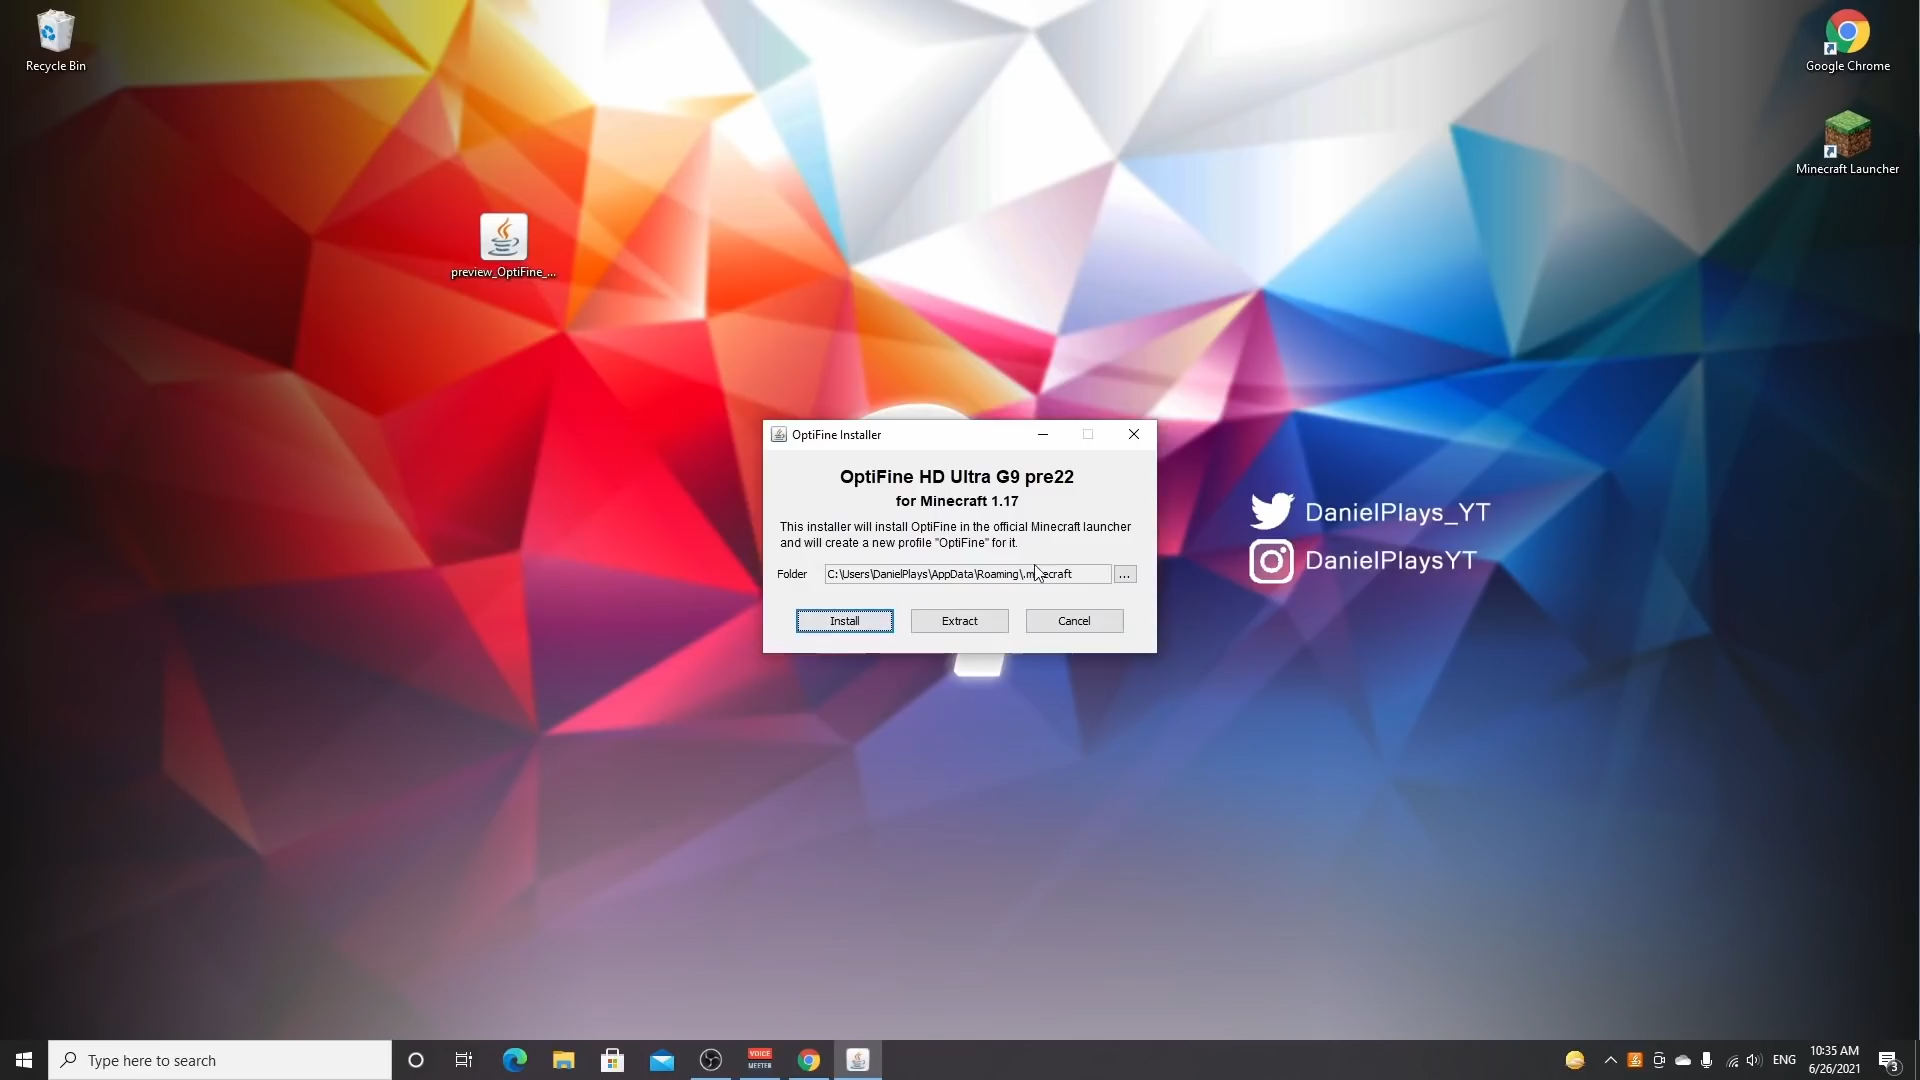 Recycle Bin
Google Chrome
Minecraft Launcher
preview_OptiFine_...
OptiFine Installer
OptiFine HD Ultra G9 pre22
for Minecraft 1.17
This installer will install OptiFine in the official Minecraft launcher
and will create a new profile "OptiFine" for it.
Folder
C:\Users\DanielPlays\AppData\Roaming\.minecraft
...
Install
Extract
Cancel
DanielPlays_YT
DanielPlaysYT
Type here to search
VOICE
MEETER
ENG
10:35 AM
6/26/2021
3